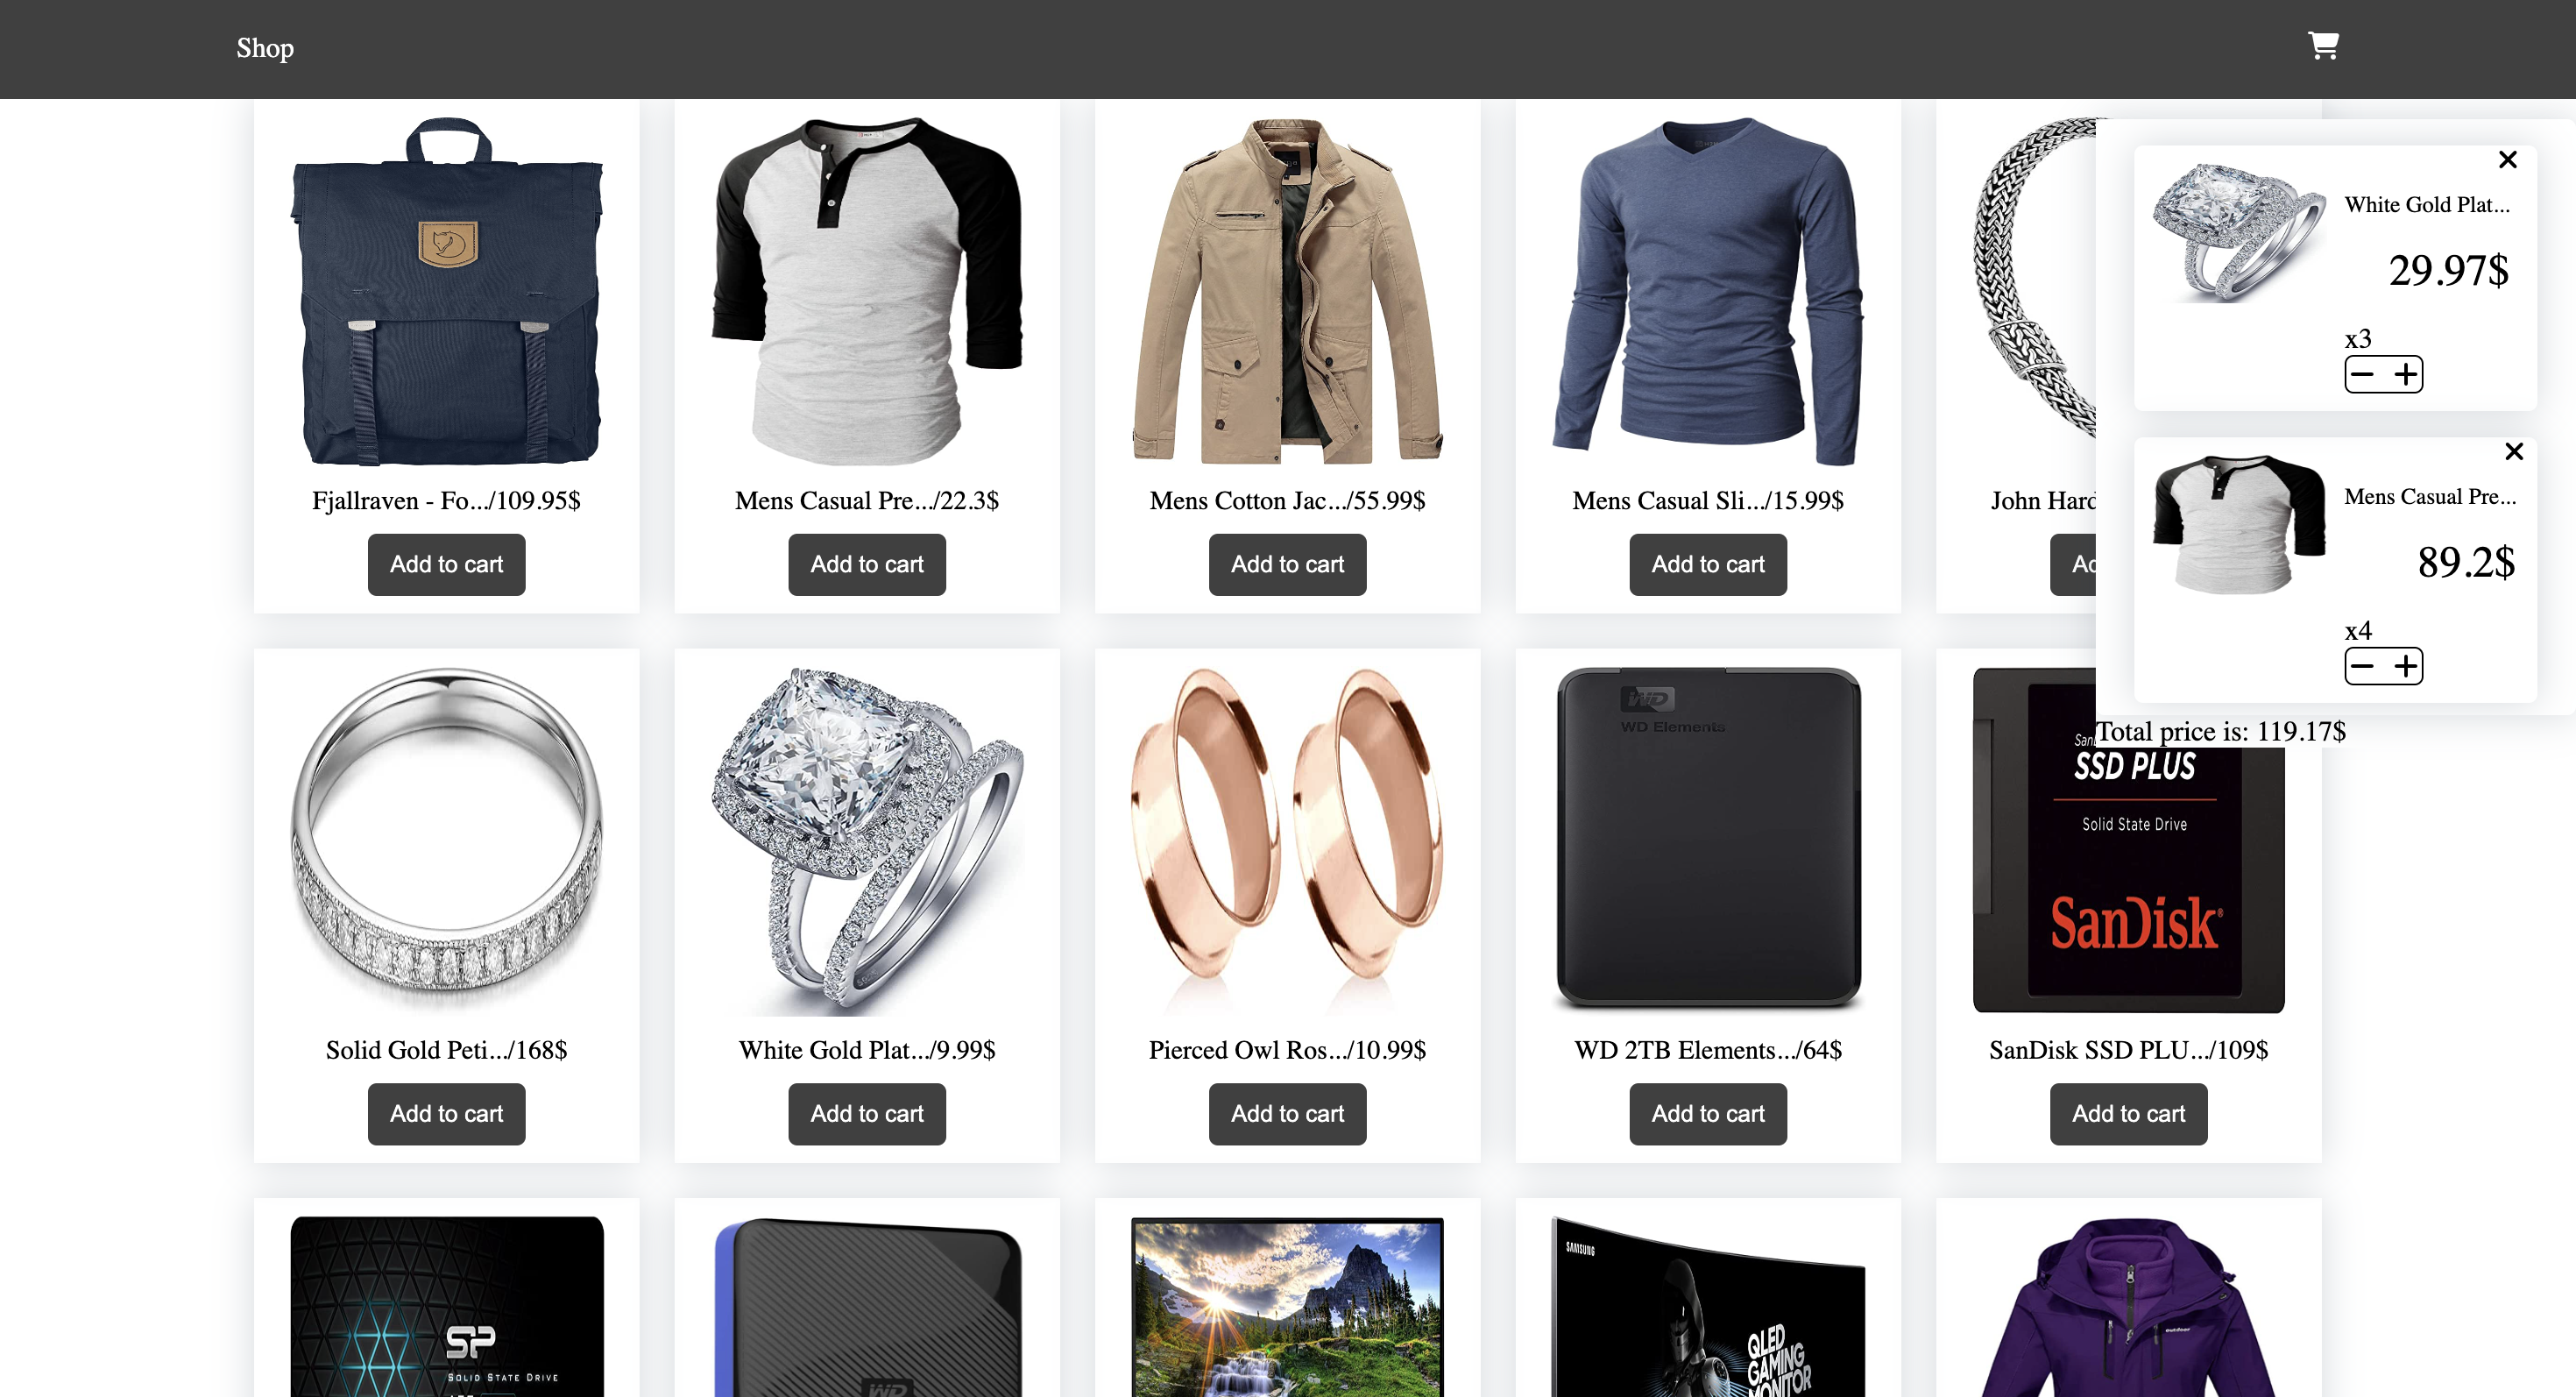 Shop
Fjallraven - Fo.../109.95$
Add to cart
Mens Casual Pre.../22.3$
Add to cart
Mens Cotton Jac.../55.99$
Add to cart
Mens Casual Sli.../15.99$
Add to cart
John Hard
Ad
White Gold Plat...
29.97$
x3
Mens Casual Pre...
89.2$
x4
Total price is: 119.17$
Solid Gold Peti.../168$
Add to cart
White Gold Plat.../9.99$
Add to cart
Pierced Owl Ros.../10.99$
Add to cart
WD
WD Elements
WD 2TB Elements.../64$
Add to cart
SSD PLUS
Solid State Drive
SanDisk®
SanDisk SSD PLU.../109$
Add to cart
SP
SOLID STATE DRIVE
WD
SAMSUNG
QLED
GAMING
MONITOR
outdoor